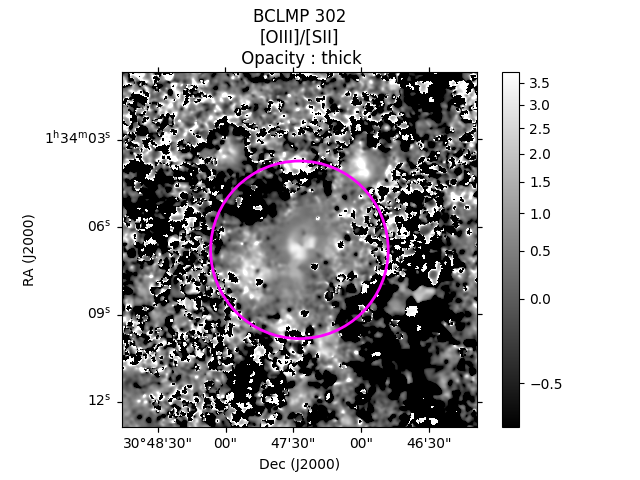 BCLMP 302
[OIII]/[SII]
Opacity : thick
1h34m03s
06s
09s
12s
RA (J2000)
30°48'30" 00" 47'30" 00" 46'30"
Dec (J2000)
3.5
3.0
2.5
2.0
1.5
1.0
0.5
0.0
−0.5